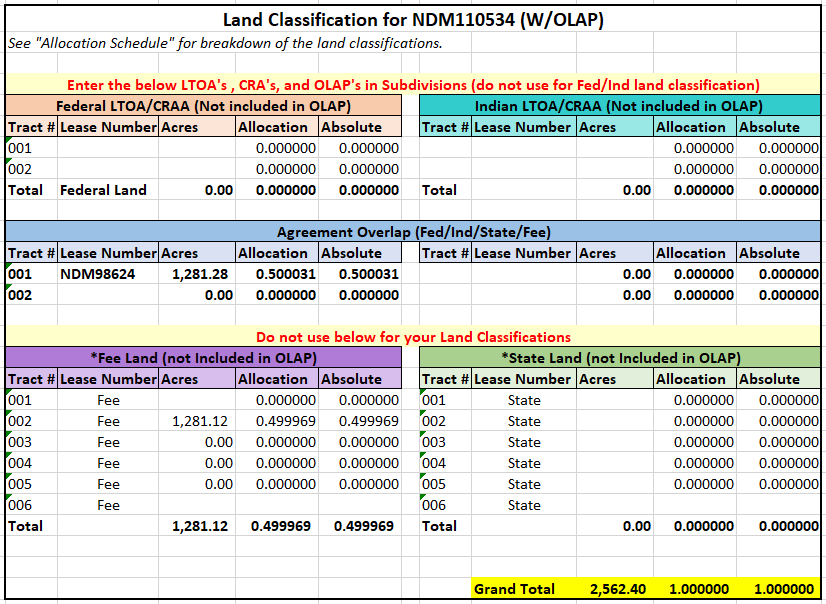 Land Classification for NDM110534 (W/OLAP)
See "Allocation Schedule" for breakdown of the land classifications.
Enter the below LTOA's , CRA's, and OLAP's in Subdivisions (do not use for Fed/Ind land classification)
Federal LTOA/CRAA (Not included in OLAP) Indian LTOA/CRAA (Not included in OLAP)
Tract # Lease Number Acres Allocation Absolute Tract # Lease Number Acres Allocation Absolute
001 0.000000 0.000000 0.000000 0.000000
002 0.000000 0.000000 0.000000 0.000000
Total Federal Land 0.00 0.000000 0.000000 Total 0.00 0.000000 0.000000
Agreement Overlap (Fed/Ind/State/Fee)
Tract # Lease Number Acres Allocation Absolute Tract # Lease Number Acres Allocation Absolute
001 NDM98624 1,281.28 0.500031 0.500031 0.00 0.000000 0.000000
002 0.00 0.000000 0.000000 0.00 0.000000 0.000000
Do not use below for your Land Classifications
*Fee Land (not Included in OLAP) *State Land (not Included in OLAP)
Tract # Lease Number Acres Allocation Absolute Tract # Lease Number Acres Allocation Absolute
001 Fee 0.000000 0.000000 001 State 0.000000 0.000000
002 Fee 1,281.12 0.499969 0.499969 002 State 0.000000 0.000000
003 Fee 0.00 0.000000 0.000000 003 State 0.000000 0.000000
004 Fee 0.00 0.000000 0.000000 004 State 0.000000 0.000000
005 Fee 0.00 0.000000 0.000000 005 State 0.000000 0.000000
006 Fee 006 State
Total 1,281.12 0.499969 0.499969 Total 0.00 0.000000 0.000000
Grand Total 2,562.40 1.000000 1.000000